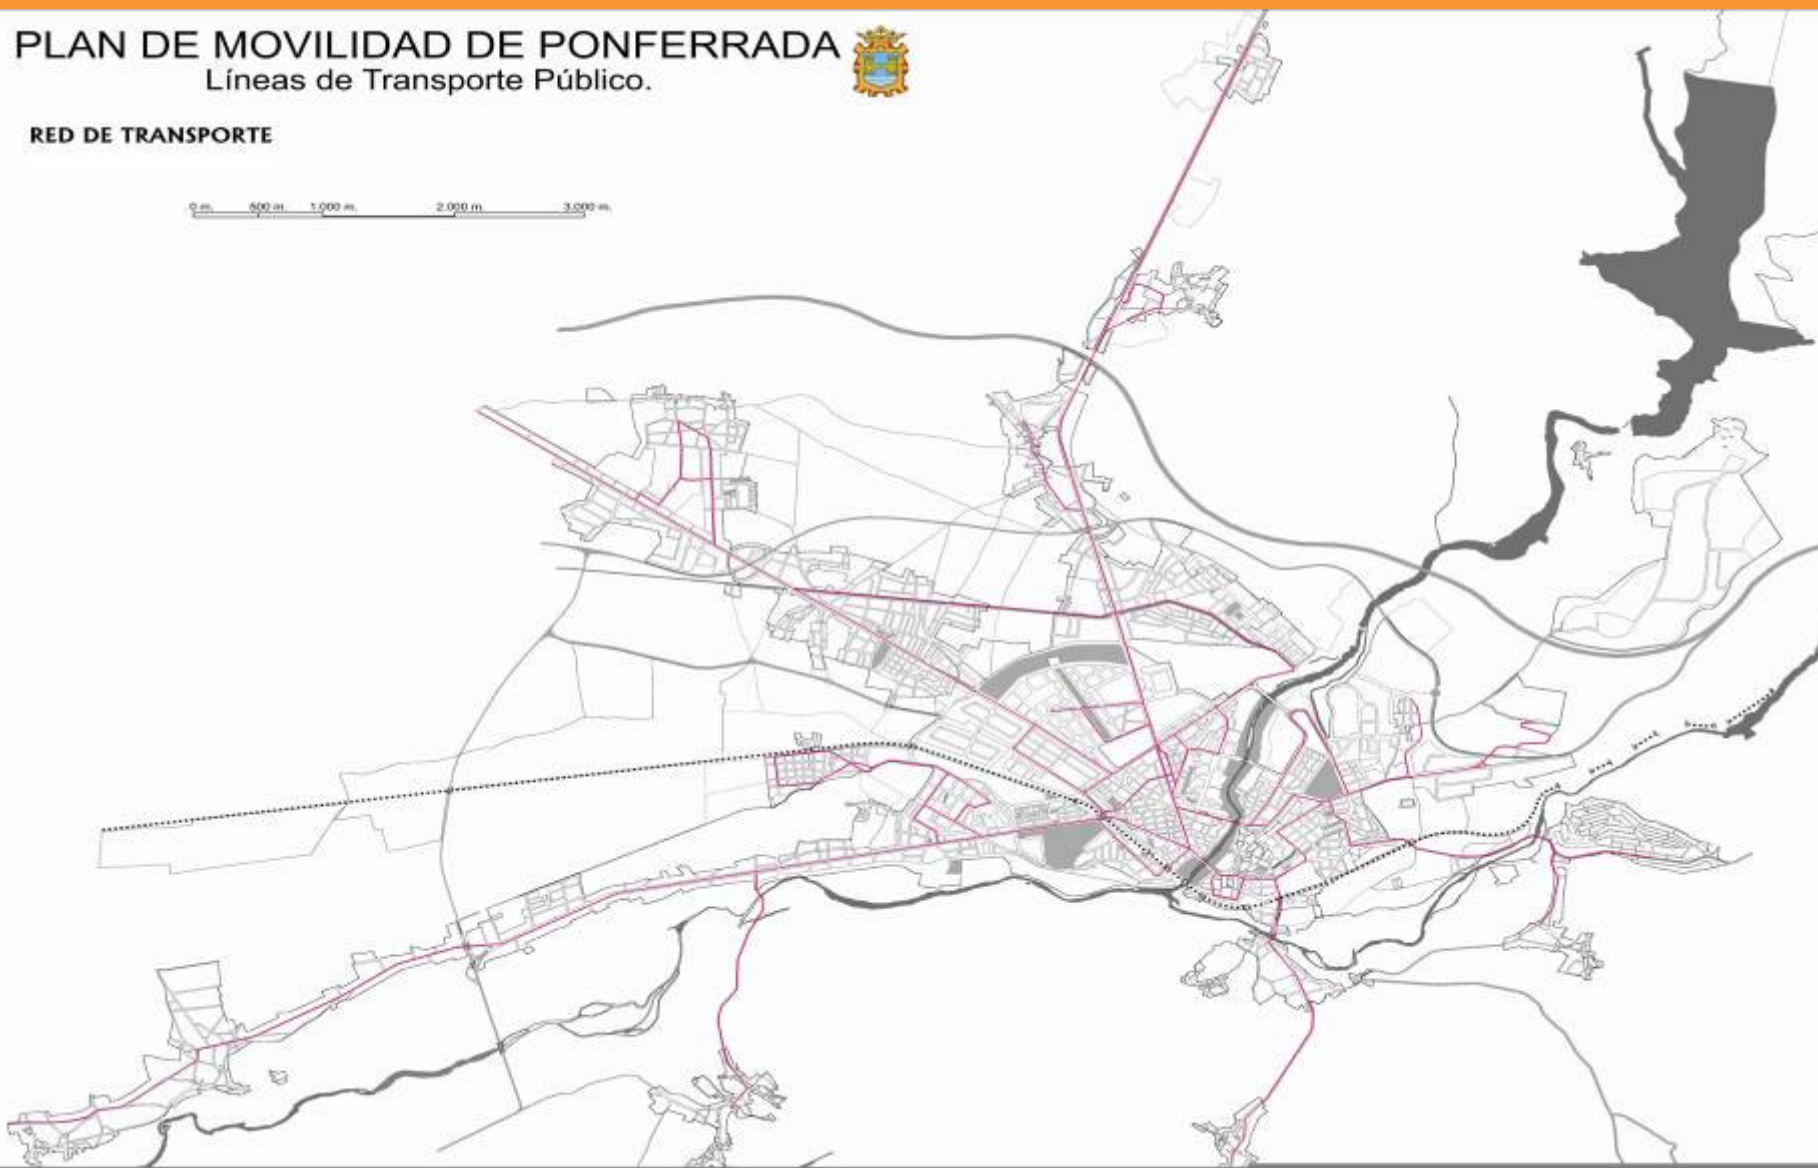 PLAN DE MOVILIDAD DE PONFERRADA
Líneas de Transporte Público.
RED DE TRANSPORTE
0 m. 500 m. 1.000 m. 2.000 m. 3.000 m.